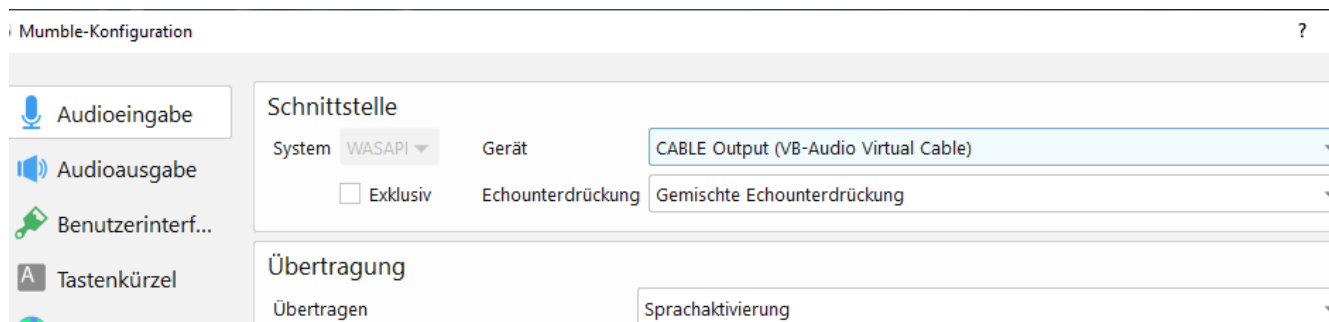 Mumble-Konfiguration ?
Audioeingabe
Audioausgabe
Benutzerinterf...
A Tastenkürzel
Schnittstelle
System WASAPI Gerät CABLE Output (VB-Audio Virtual Cable)
Exklusiv Echounterdrückung Gemischte Echounterdrückung
Übertragung
Übertragen Sprachaktivierung